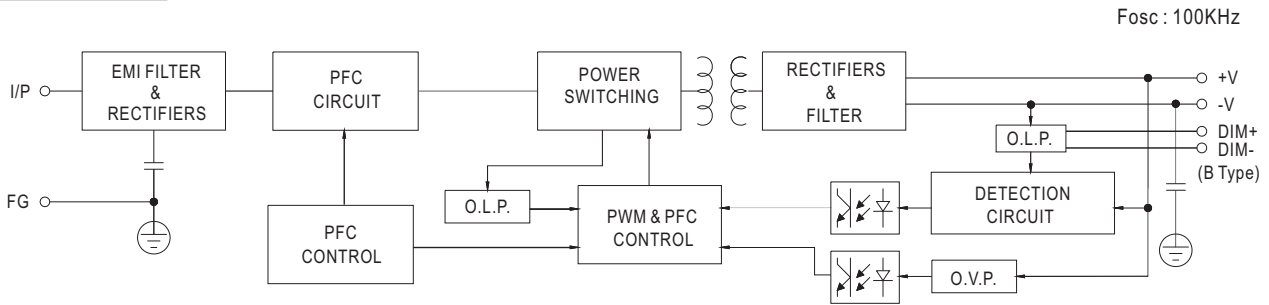 Fosc : 100KHz
I/P
EMI FILTER
&
RECTIFIERS
PFC
CIRCUIT
POWER
SWITCHING
RECTIFIERS
&
FILTER
+V
-V
DIM+
DIM-
(B Type)
O.L.P.
FG
O.L.P.
PFC
CONTROL
PWM & PFC
CONTROL
DETECTION
CIRCUIT
O.V.P.